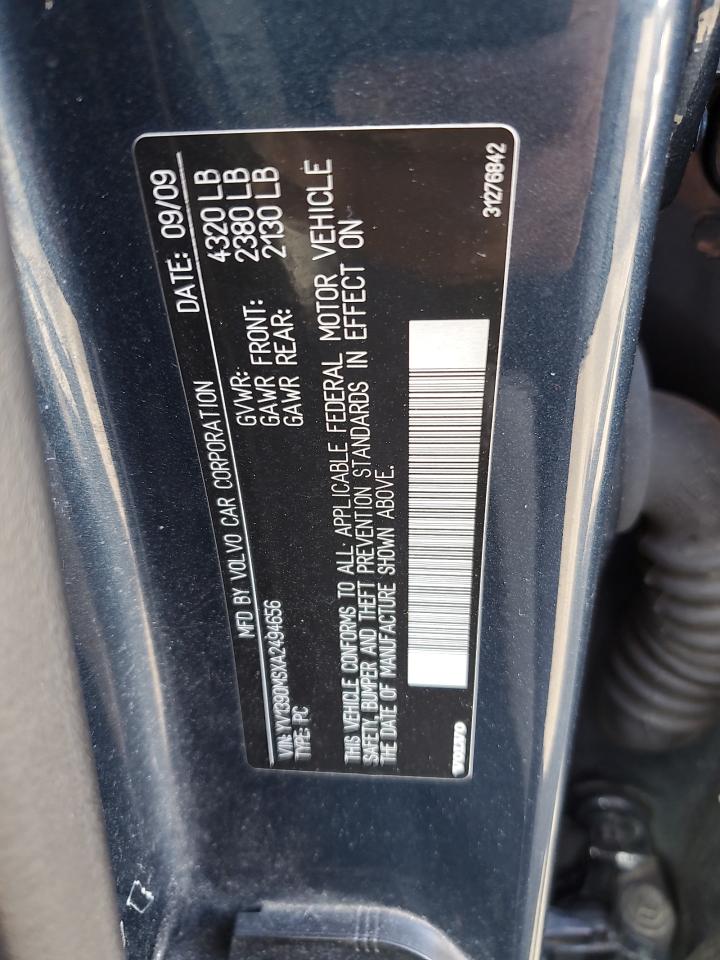 MFD BY VOLVO CAR CORPORATION DATE: 09/09
GVWR: 4320 LB
GAWR FRONT: 2380 LB
GAWR REAR: 2130 LB
VIN: YV1390MSXA2494656
TYPE: PC
THIS VEHICLE CONFORMS TO ALL APPLICABLE FEDERAL MOTOR VEHICLE
SAFETY, BUMPER AND THEFT PREVENTION STANDARDS IN EFFECT ON
THE DATE OF MANUFACTURE SHOWN ABOVE.
VOLVO 31276842